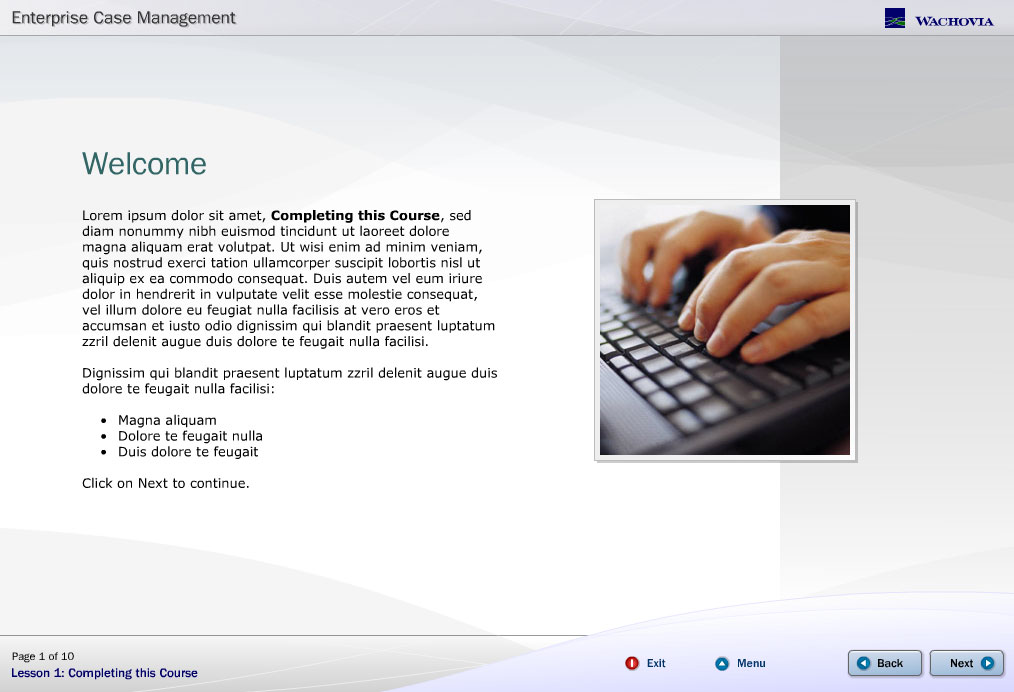 Enterprise Case Management
WACHOVIA
Welcome
Lorem ipsum dolor sit amet, Completing this Course, sed
diam nonummy nibh euismod tincidunt ut laoreet dolore
magna aliquam erat volutpat. Ut wisi enim ad minim veniam,
quis nostrud exerci tation ullamcorper suscipit lobortis nisl ut
aliquip ex ea commodo consequat. Duis autem vel eum iriure
dolor in hendrerit in vulputate velit esse molestie consequat,
vel illum dolore eu feugiat nulla facilisis at vero eros et
accumsan et iusto odio dignissim qui blandit praesent luptatum
zzril delenit augue duis dolore te feugait nulla facilisi.
Dignissim qui blandit praesent luptatum zzril delenit augue duis
dolore te feugait nulla facilisi:
• Magna aliquam
• Dolore te feugait nulla
• Duis dolore te feugait
Click on Next to continue.
Page 1 of 10
Lesson 1: Completing this Course
Exit
Menu
Back
Next